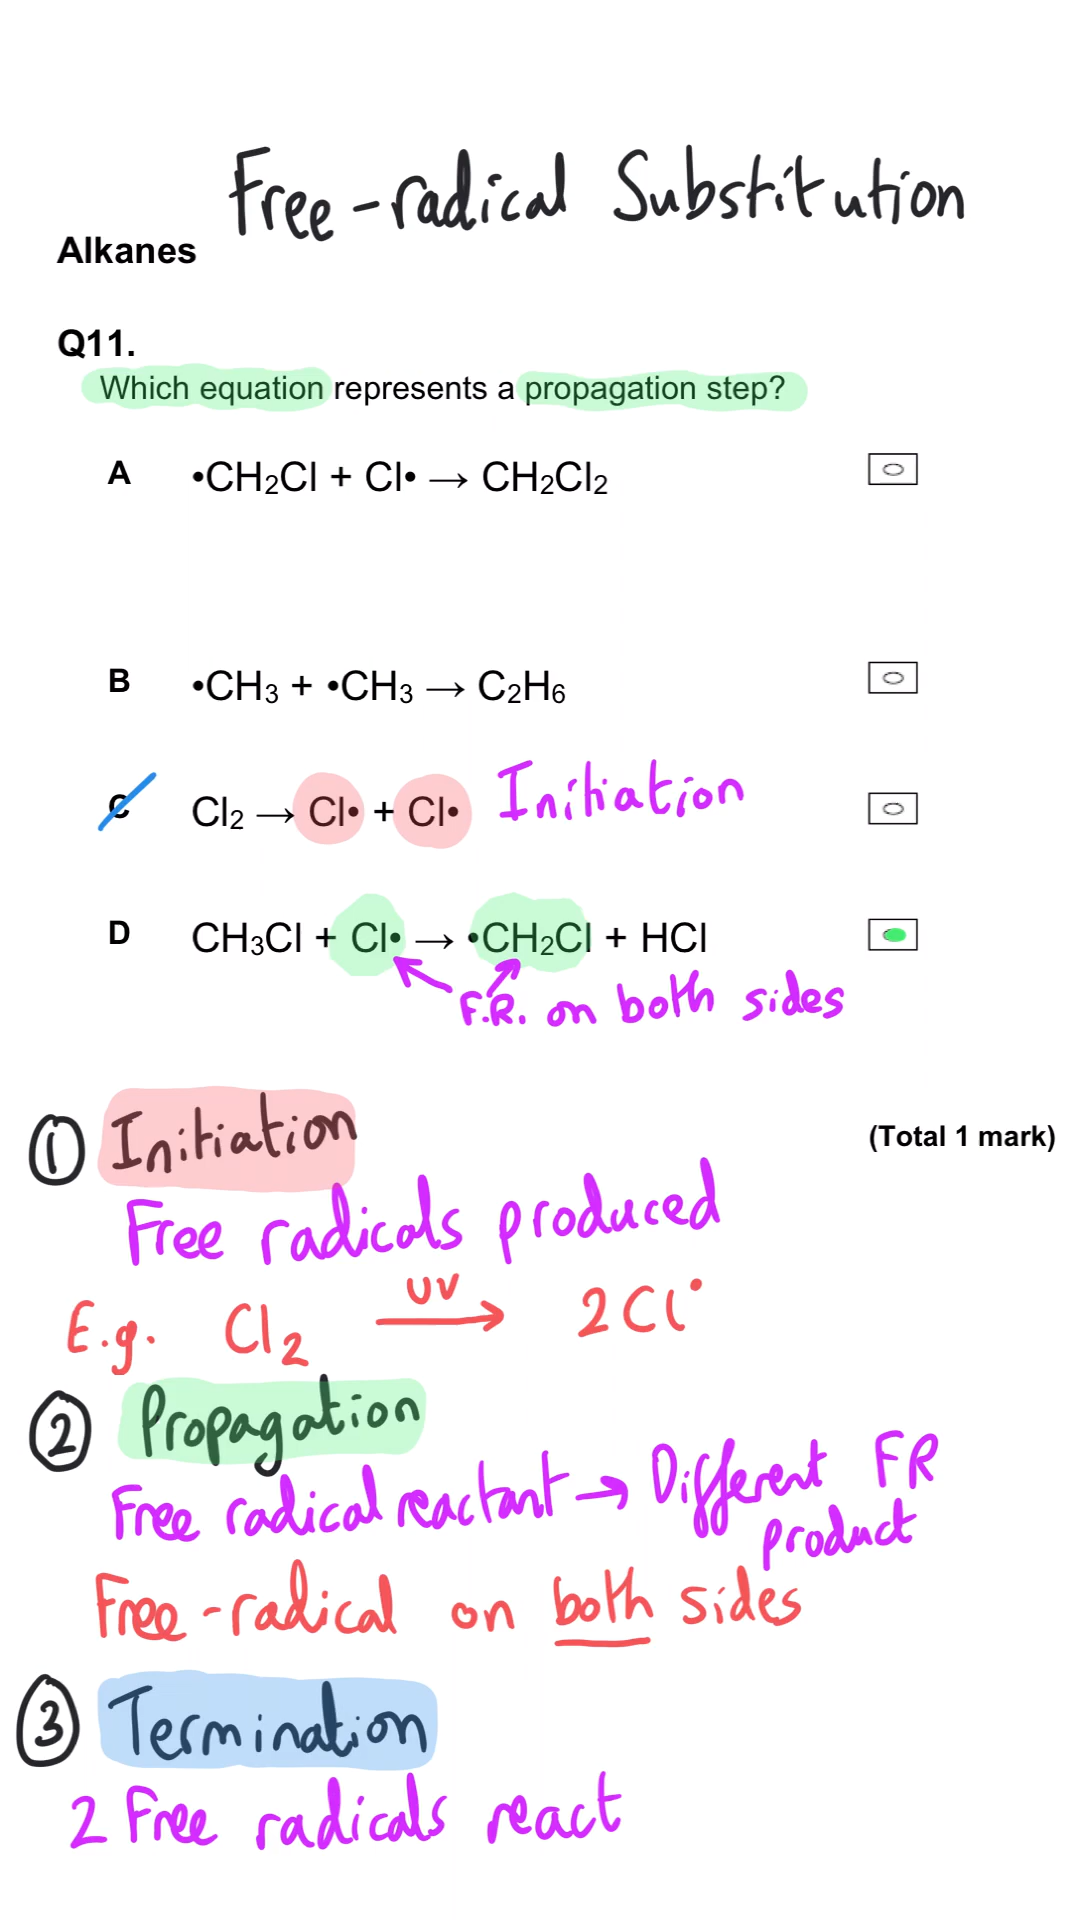 Free-radical Substitution
Alkanes
Q11.
Which equation represents a propagation step?
A •CH₂Cl + Cl• → CH₂Cl₂
B •CH₃ + •CH₃ → C₂H₆
C Cl₂ → Cl• + Cl• Initiation
D CH₃Cl + Cl• → •CH₂Cl + HCl
F.R. on both sides
① Initiation
(Total 1 mark)
Free radicals produced
E.g. Cl₂ UV→ 2Cl•
② Propagation
Free radical reactant → Different FR
product
Free-radical on both sides
③ Termination
2 Free radicals react